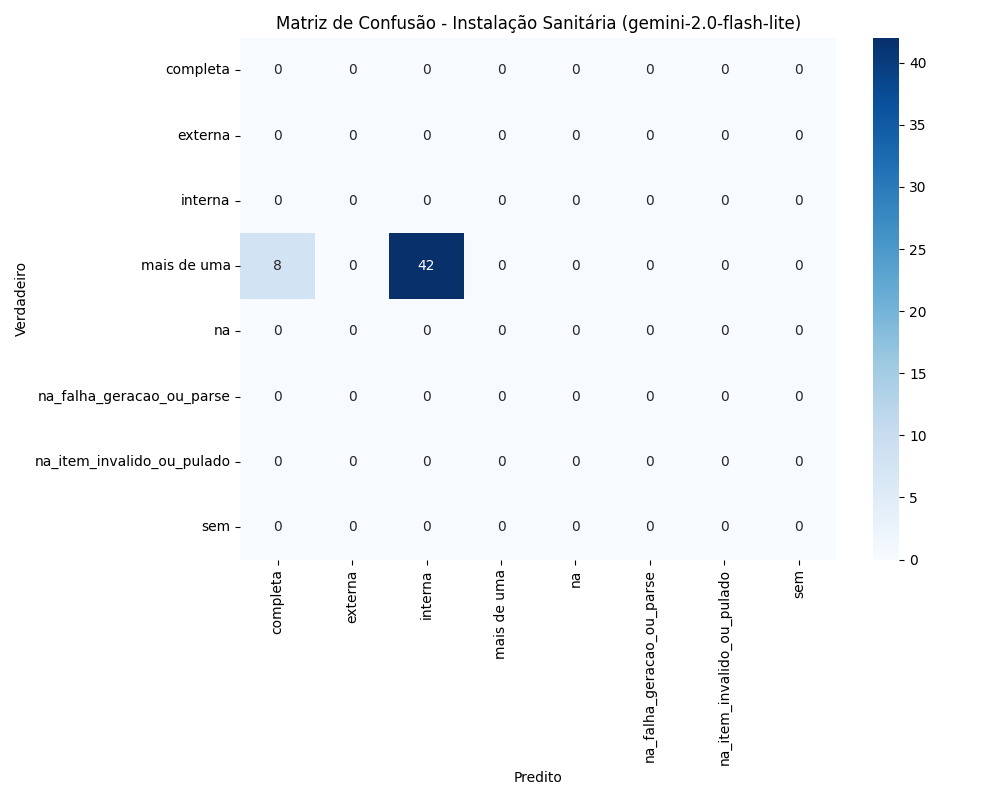 Matriz de Confusão - Instalação Sanitária (gemini-2.0-flash-lite)
Verdadeiro
completa 0 0 0 0 0 0 0 0
externa 0 0 0 0 0 0 0 0
interna 0 0 0 0 0 0 0 0
mais de uma 8 0 42 0 0 0 0 0
na 0 0 0 0 0 0 0 0
na_falha_geracao_ou_parse 0 0 0 0 0 0 0 0
na_item_invalido_ou_pulado 0 0 0 0 0 0 0 0
sem 0 0 0 0 0 0 0 0
completa
externa
interna
mais de uma
na
na_falha_geracao_ou_parse
na_item_invalido_ou_pulado
sem
Predito
40
35
30
25
20
15
10
5
0